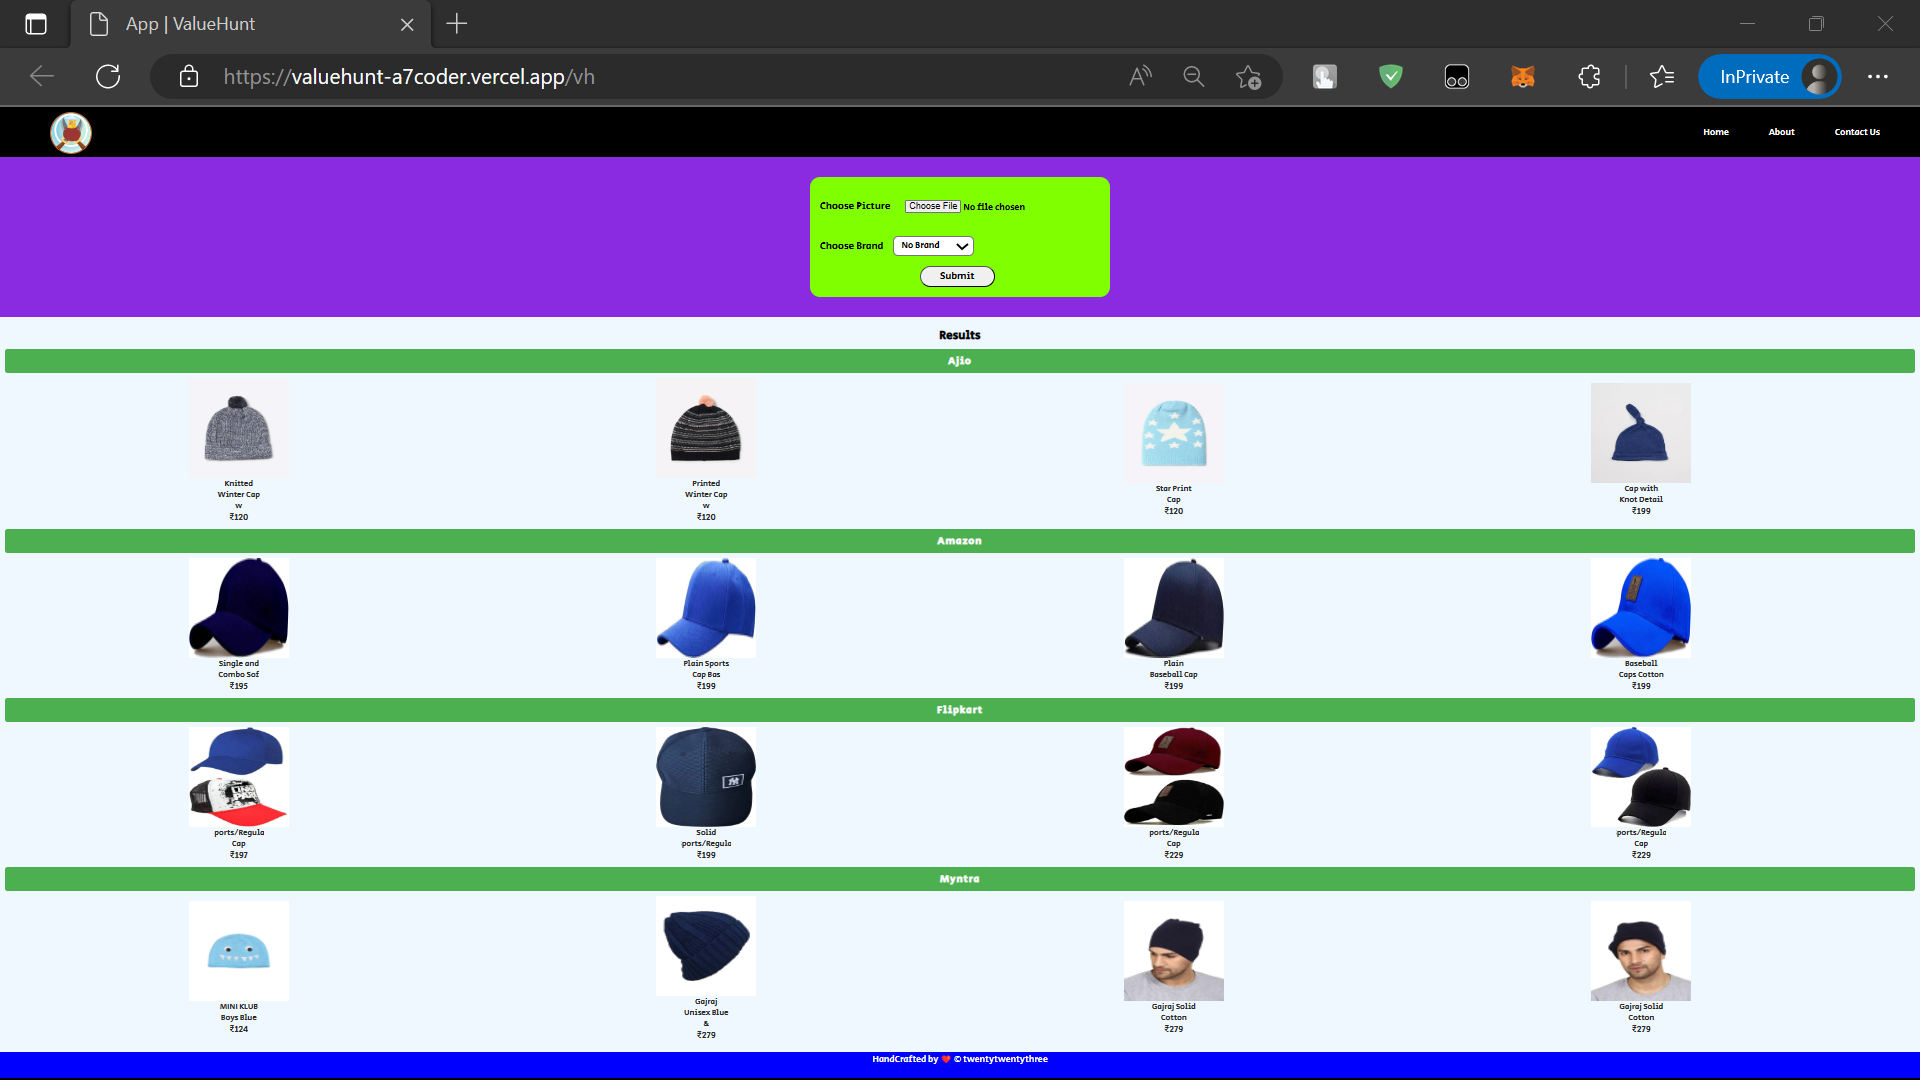 App | ValueHunt
https://valuehunt-a7coder.vercel.app/vh
InPrivate
Home
About
Contact Us
Choose Picture
Choose File No file chosen
Choose Brand
No Brand
Submit
Results
Ajio
Knitted
Winter Cap
w
₹120
Printed
Winter Cap
w
₹120
Star Print
Cap
₹120
Cap with
Knot Detail
₹199
Amazon
Single and
Combo Sof
₹195
Plain Sports
Cap Bas
₹199
Plain
Baseball Cap
₹199
Baseball
Caps Cotton
₹199
Flipkart
ports/Regula
Cap
₹197
Solid
ports/Regula
₹199
ports/Regula
Cap
₹229
ports/Regula
Cap
₹229
Myntra
MINI KLUB
Boys Blue
₹124
Gajraj
Unisex Blue
&
₹279
Gajraj Solid
Cotton
₹279
Gajraj Solid
Cotton
₹279
HandCrafted by ❤️ © twentytwentythree